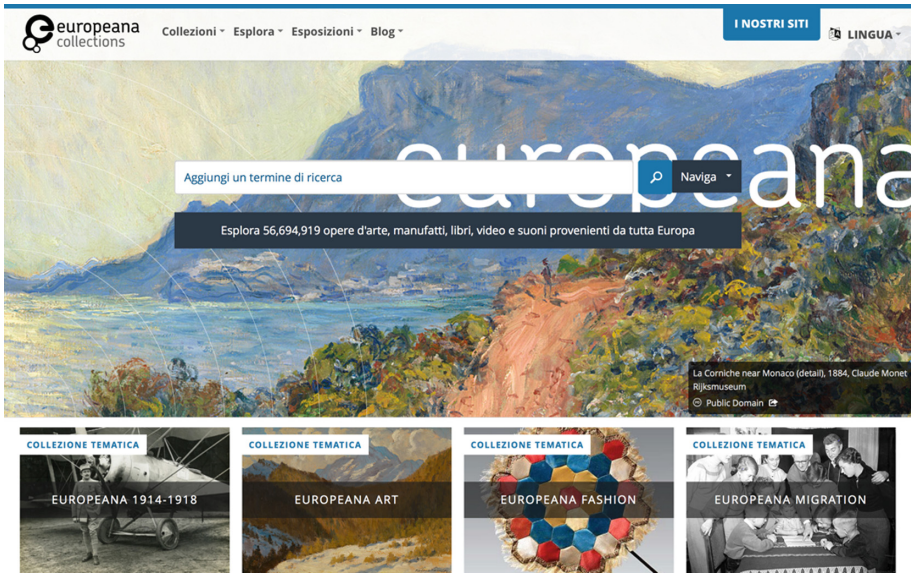 europeana
collections
Collezioni Esplora Esposizioni Blog
I NOSTRI SITI
LINGUA
europeana
Aggiungi un termine di ricerca
Naviga
Esplora 56,694,919 opere d'arte, manufatti, libri, video e suoni provenienti da tutta Europa
La Corniche near Monaco (detail), 1884, Claude Monet
Rijksmuseum
Public Domain
COLLEZIONE TEMATICA
EUROPEANA 1914-1918
COLLEZIONE TEMATICA
EUROPEANA ART
COLLEZIONE TEMATICA
EUROPEANA FASHION
COLLEZIONE TEMATICA
EUROPEANA MIGRATION